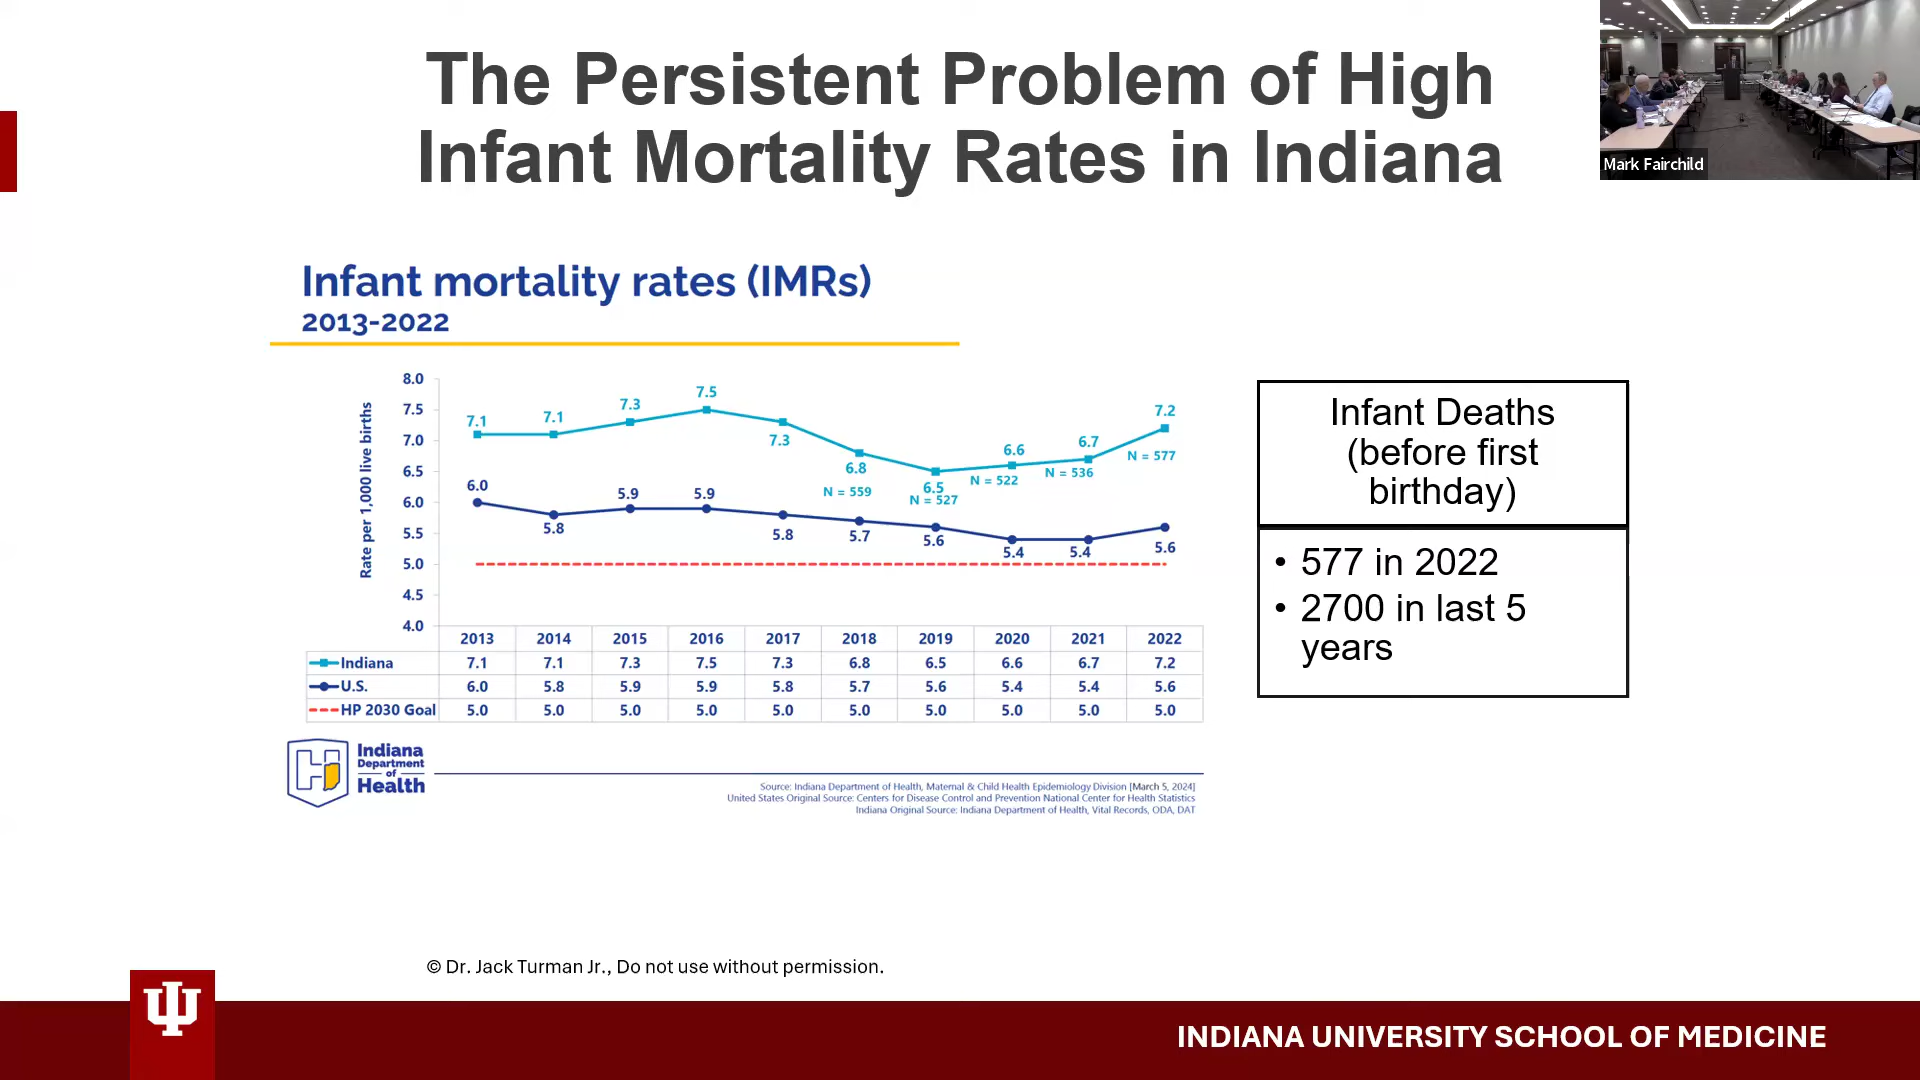 The Persistent Problem of High
Infant Mortality Rates in Indiana
Mark Fairchild
Infant mortality rates (IMRs)
2013-2022
Rate per 1,000 live births
8.0
7.5
7.0
6.5
6.0
5.5
5.0
4.5
4.0
7.1 7.1 7.3 7.5 7.3 6.8 6.5 6.6 6.7 7.2
N = 559 N = 527 N = 522 N = 536 N = 577
6.0 5.8 5.9 5.9 5.8 5.7 5.6 5.4 5.4 5.6
2013 2014 2015 2016 2017 2018 2019 2020 2021 2022
Indiana 7.1 7.1 7.3 7.5 7.3 6.8 6.5 6.6 6.7 7.2
U.S. 6.0 5.8 5.9 5.9 5.8 5.7 5.6 5.4 5.4 5.6
HP 2030 Goal 5.0 5.0 5.0 5.0 5.0 5.0 5.0 5.0 5.0 5.0
Indiana
Department
of
Health
Source: Indiana Department of Health, Maternal & Child Health Epidemiology Division [March 5, 2024]
United States Original Source: Centers for Disease Control and Prevention National Center for Health Statistics
Indiana Original Source: Indiana Department of Health, Vital Records, ODA, DAT
Infant Deaths
(before first
birthday)
• 577 in 2022
• 2700 in last 5
years
© Dr. Jack Turman Jr., Do not use without permission.
INDIANA UNIVERSITY SCHOOL OF MEDICINE